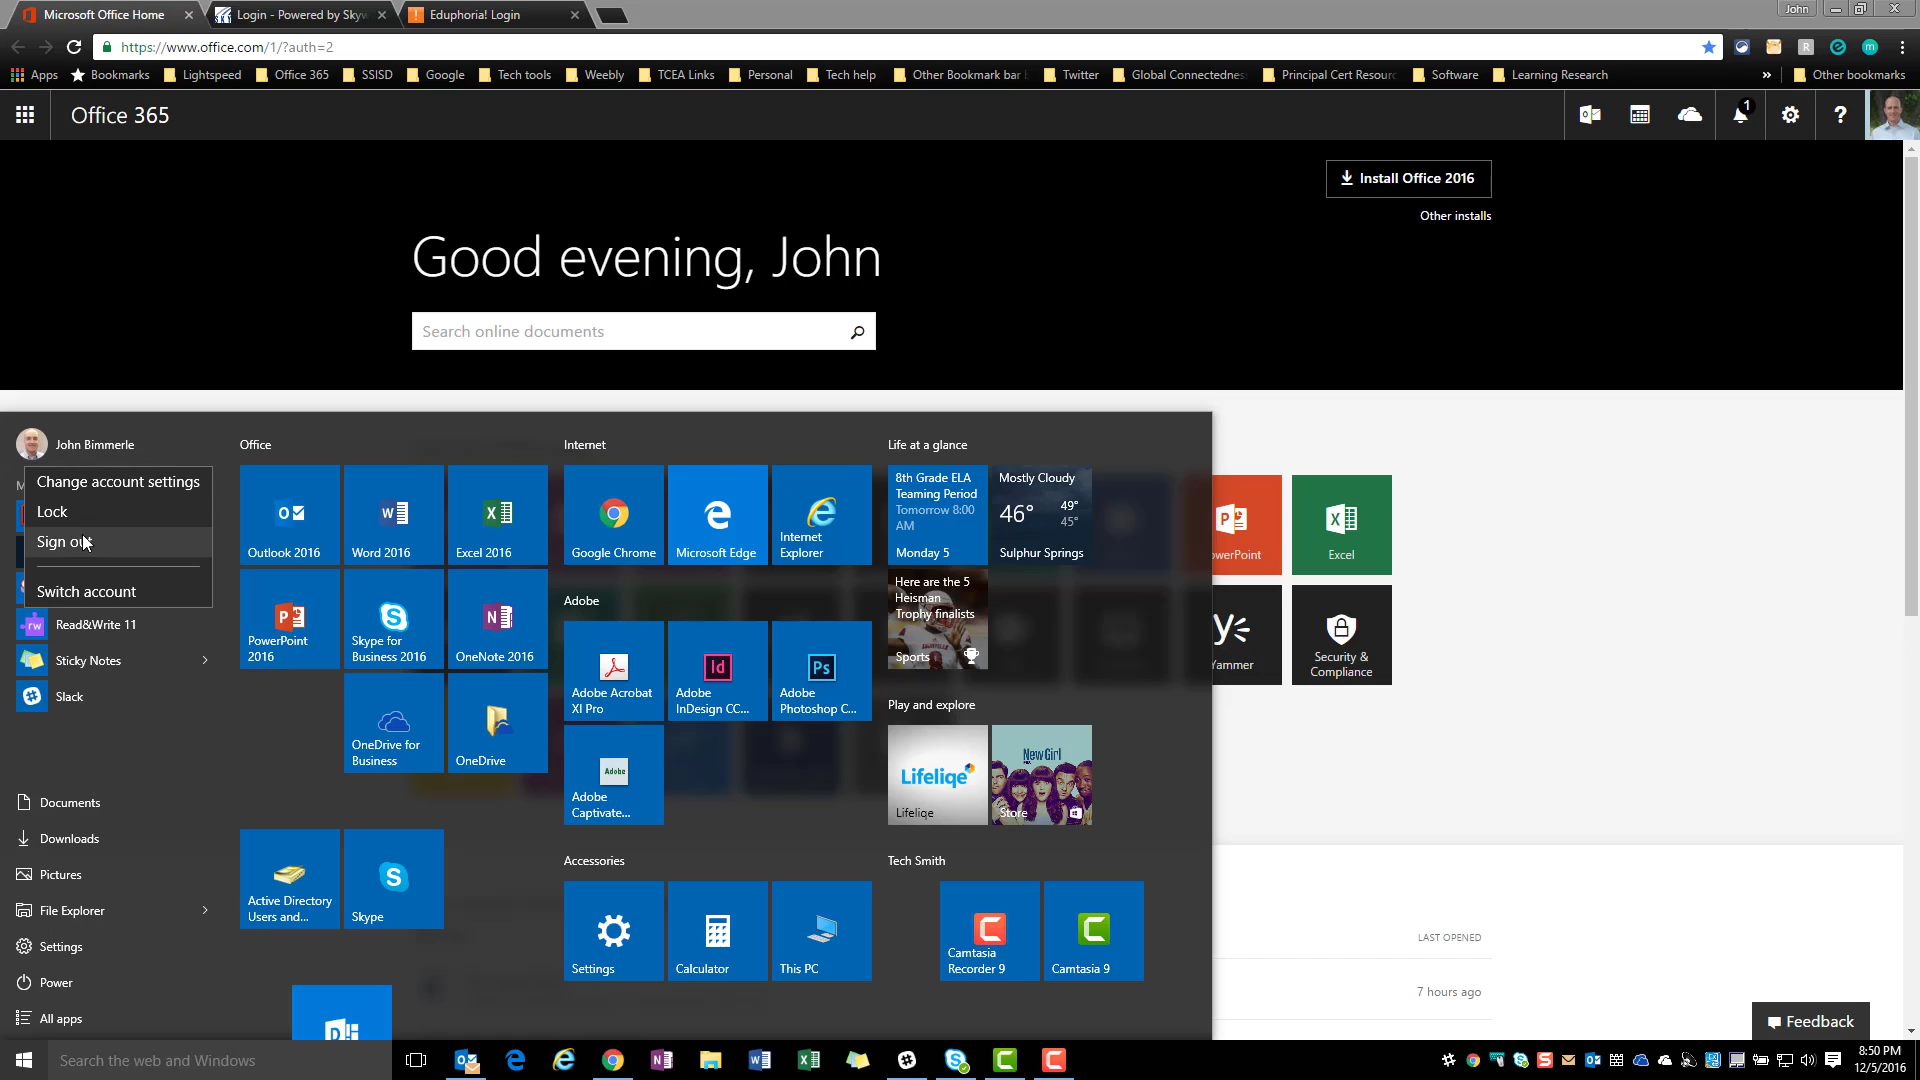 Microsoft Office Home
Login - Powered by Skyw
Eduphoria! Login
John
https://www.office.com/1/?auth=2
Apps
Bookmarks
Lightspeed
Office 365
SSISD
Google
Tech tools
Weebly
TCEA Links
Personal
Tech help
Other Bookmark bar
Twitter
Global Connectednes
Principal Cert Resourc
Software
Learning Research
Other bookmarks
Office 365
1
Install Office 2016
Other installs
Good evening, John
Search online documents
John Bimmerle
Change account settings
Lock
Sign out
Switch account
Read&Write 11
Sticky Notes
Slack
Documents
Downloads
Pictures
File Explorer
Settings
Power
All apps
Office
Outlook 2016
Word 2016
Excel 2016
PowerPoint
2016
Skype for
Business 2016
OneNote 2016
OneDrive for
Business
OneDrive
Active Directory
Users and...
Skype
Internet
Google Chrome
Microsoft Edge
Internet
Explorer
Adobe
Adobe Acrobat
XI Pro
Adobe
InDesign CC...
Adobe
Photoshop C...
Adobe
Adobe
Captivate...
Accessories
Settings
Calculator
This PC
Life at a glance
8th Grade ELA
Teaming Period
Tomorrow 8:00
AM
Monday 5
Mostly Cloudy
46°
49°
45°
Sulphur Springs
Here are the 5
Heisman
Trophy finalists
Sports
Play and explore
Lifeliqe
Lifeliqe
New Girl
FOX
Store
Tech Smith
Camtasia
Recorder 9
Camtasia 9
werPoint
Excel
Yammer
Security &
Compliance
LAST OPENED
7 hours ago
Feedback
Search the web and Windows
8:50 PM
12/5/2016